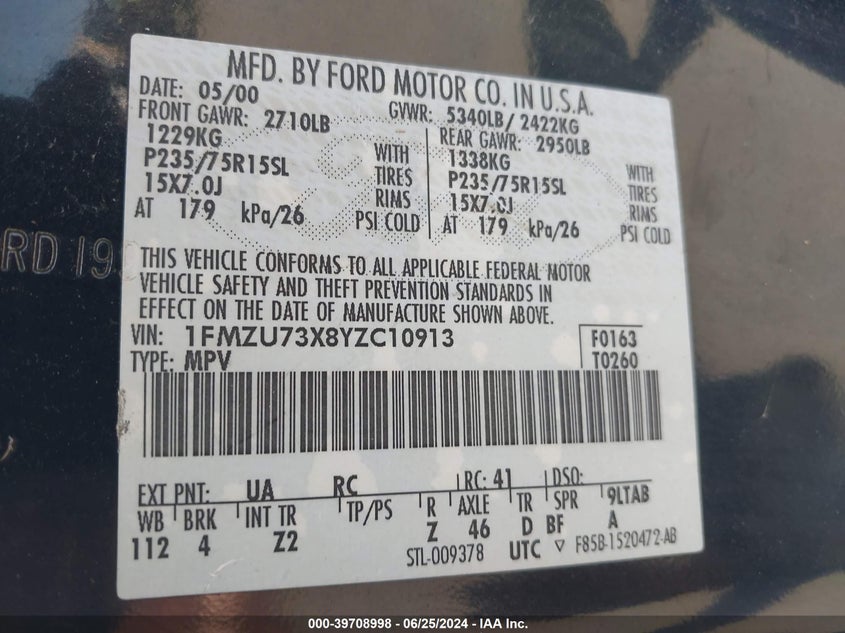 MFD. BY FORD MOTOR CO. IN U.S.A.
DATE: 05/00 GVWR: 5340LB/ 2422KG
FRONT GAWR: 2710LB REAR GAWR: 2950LB
1229KG WITH 1338KG WITH
P235/75R15SL TIRES P235/75R15SL TIRES
15X7.0J RIMS 15X7.0J RIMS
AT 179 kPa/26 PSI COLD AT 179 kPa/26 PSI COLD
RD 19
THIS VEHICLE CONFORMS TO ALL APPLICABLE FEDERAL MOTOR
VEHICLE SAFETY AND THEFT PREVENTION STANDARDS IN
EFFECT ON THE DATE OF MANUFACTURE SHOWN ABOVE.
VIN: 1FMZU73X8YZC10913 F0163
TYPE: MPV T0260
EXT PNT: UA RC RC: 41 DSO:
WB BRK INT TR TP/PS R AXLE TR SPR 9LTAB
112 4 Z2 Z 46 D BF A
STL-009378 UTC ▽ F85B-1520472-AB
000-39708998 - 06/25/2024 - IAA Inc.